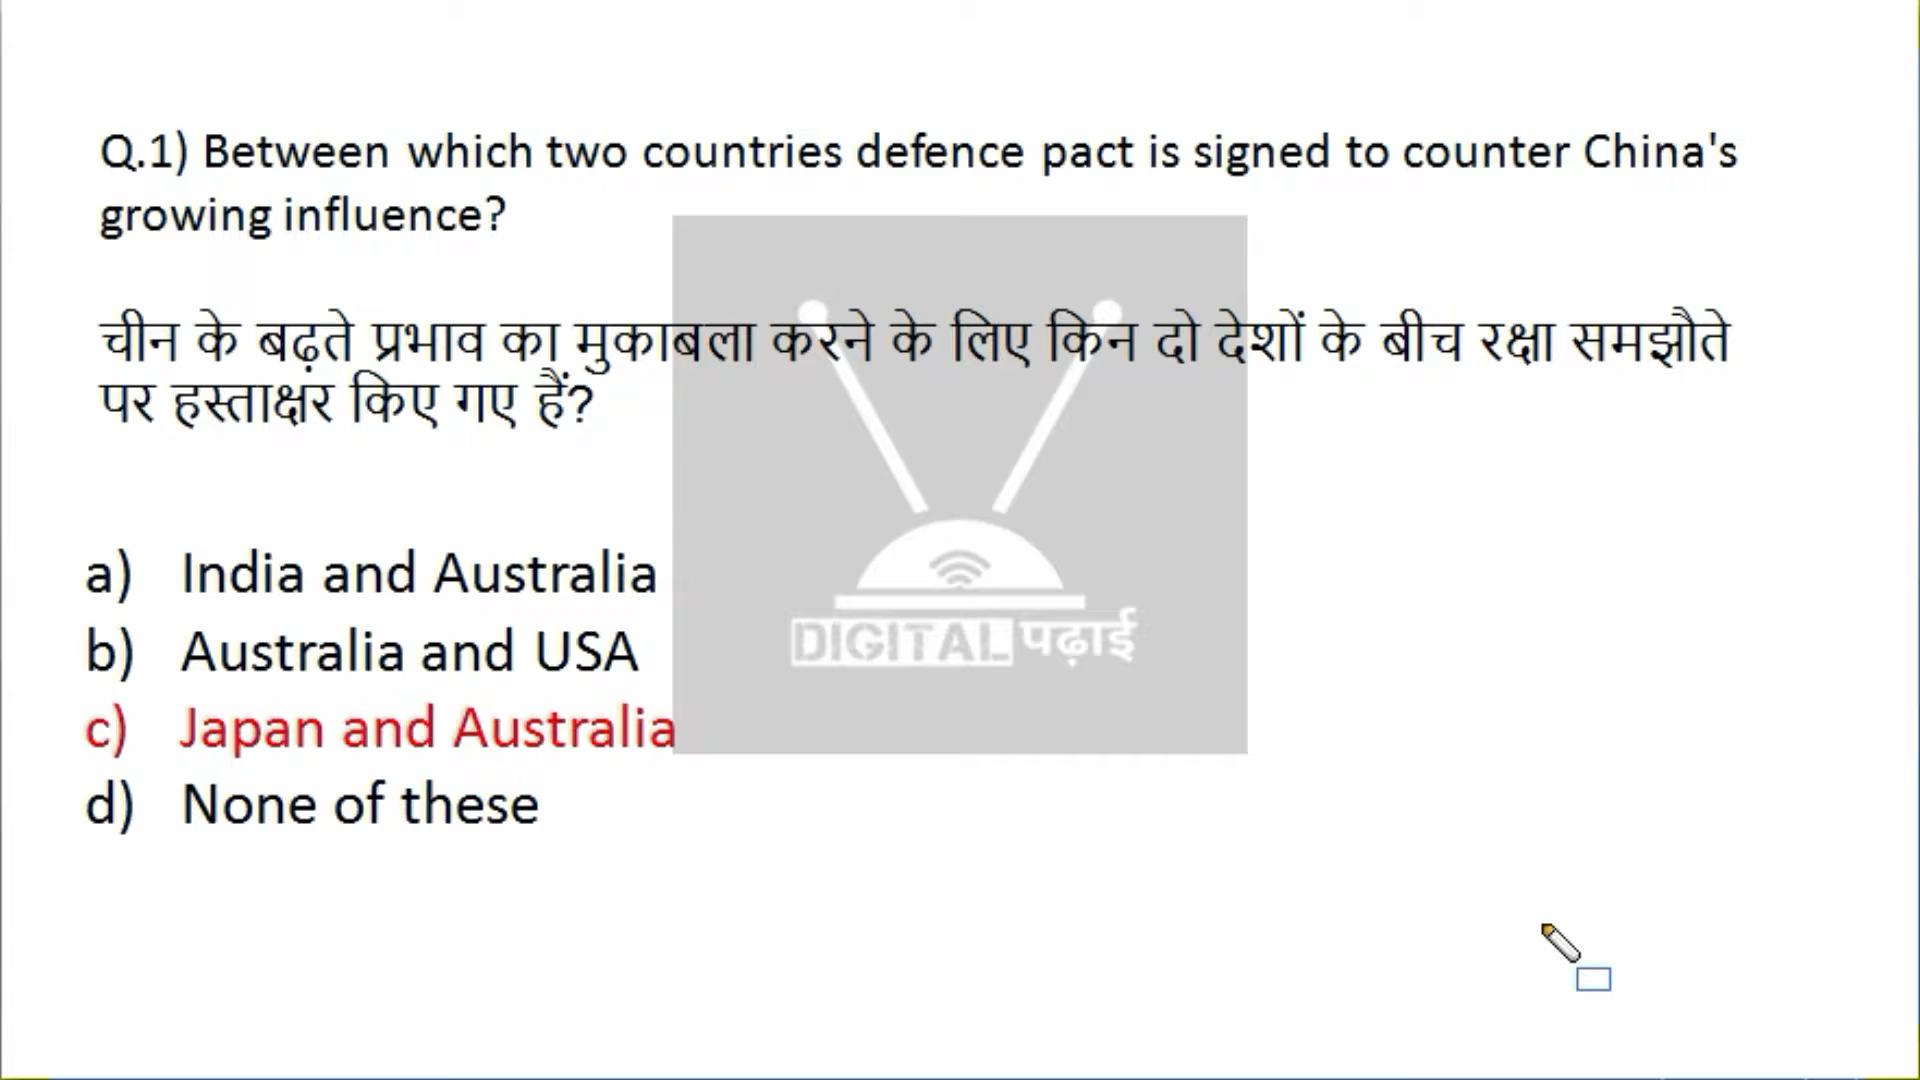 Q.1) Between which two countries defence pact is signed to counter China's
growing influence?
चीन के बढ़ते प्रभाव का मुकाबला करने के लिए किन दो देशों के बीच रक्षा समझौते
पर हस्ताक्षर किए गए हैं?
a) India and Australia
b) Australia and USA
c) Japan and Australia
d) None of these
DIGITAL पढ़ाई